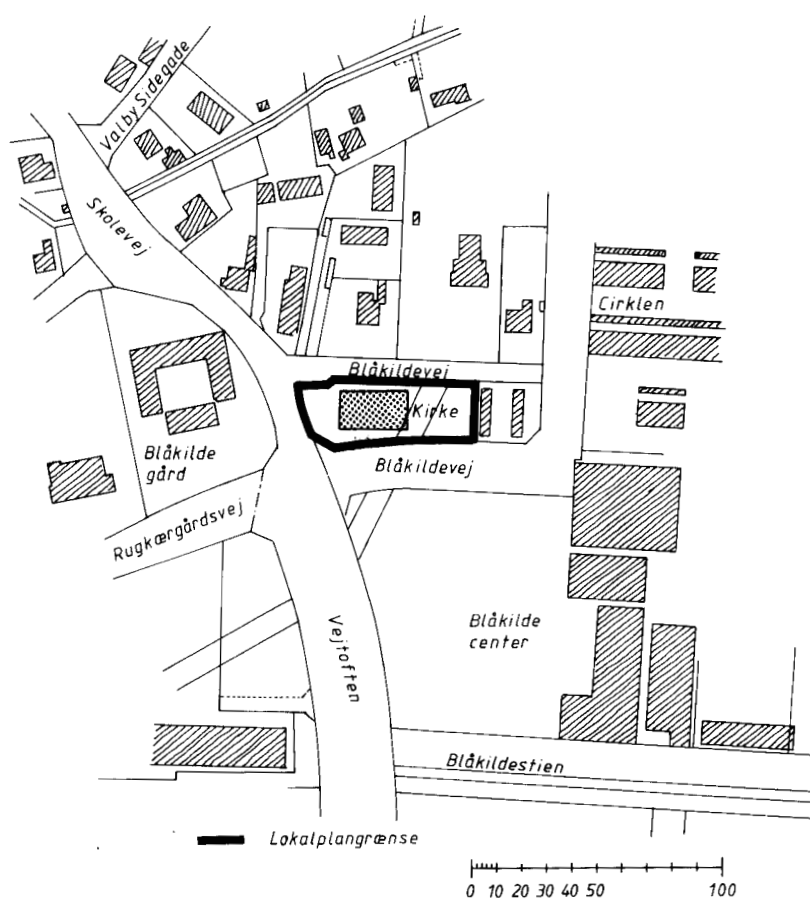 Valby Sidegade
Skolevej
Cirklen
Blåkildevej
Kirke
Blåkilde
gård
Blåkildevej
Rugkærgårdsvej
Vejtoften
Blåkilde
center
Blåkildestien
Lokalplangrænse
0 10 20 30 40 50 100